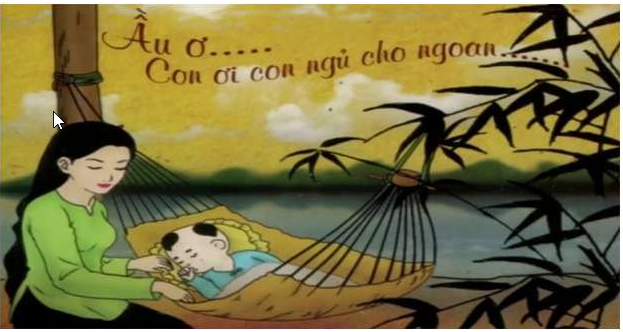 Ầu ơ.....
Con ơi con ngủ cho ngoan.......